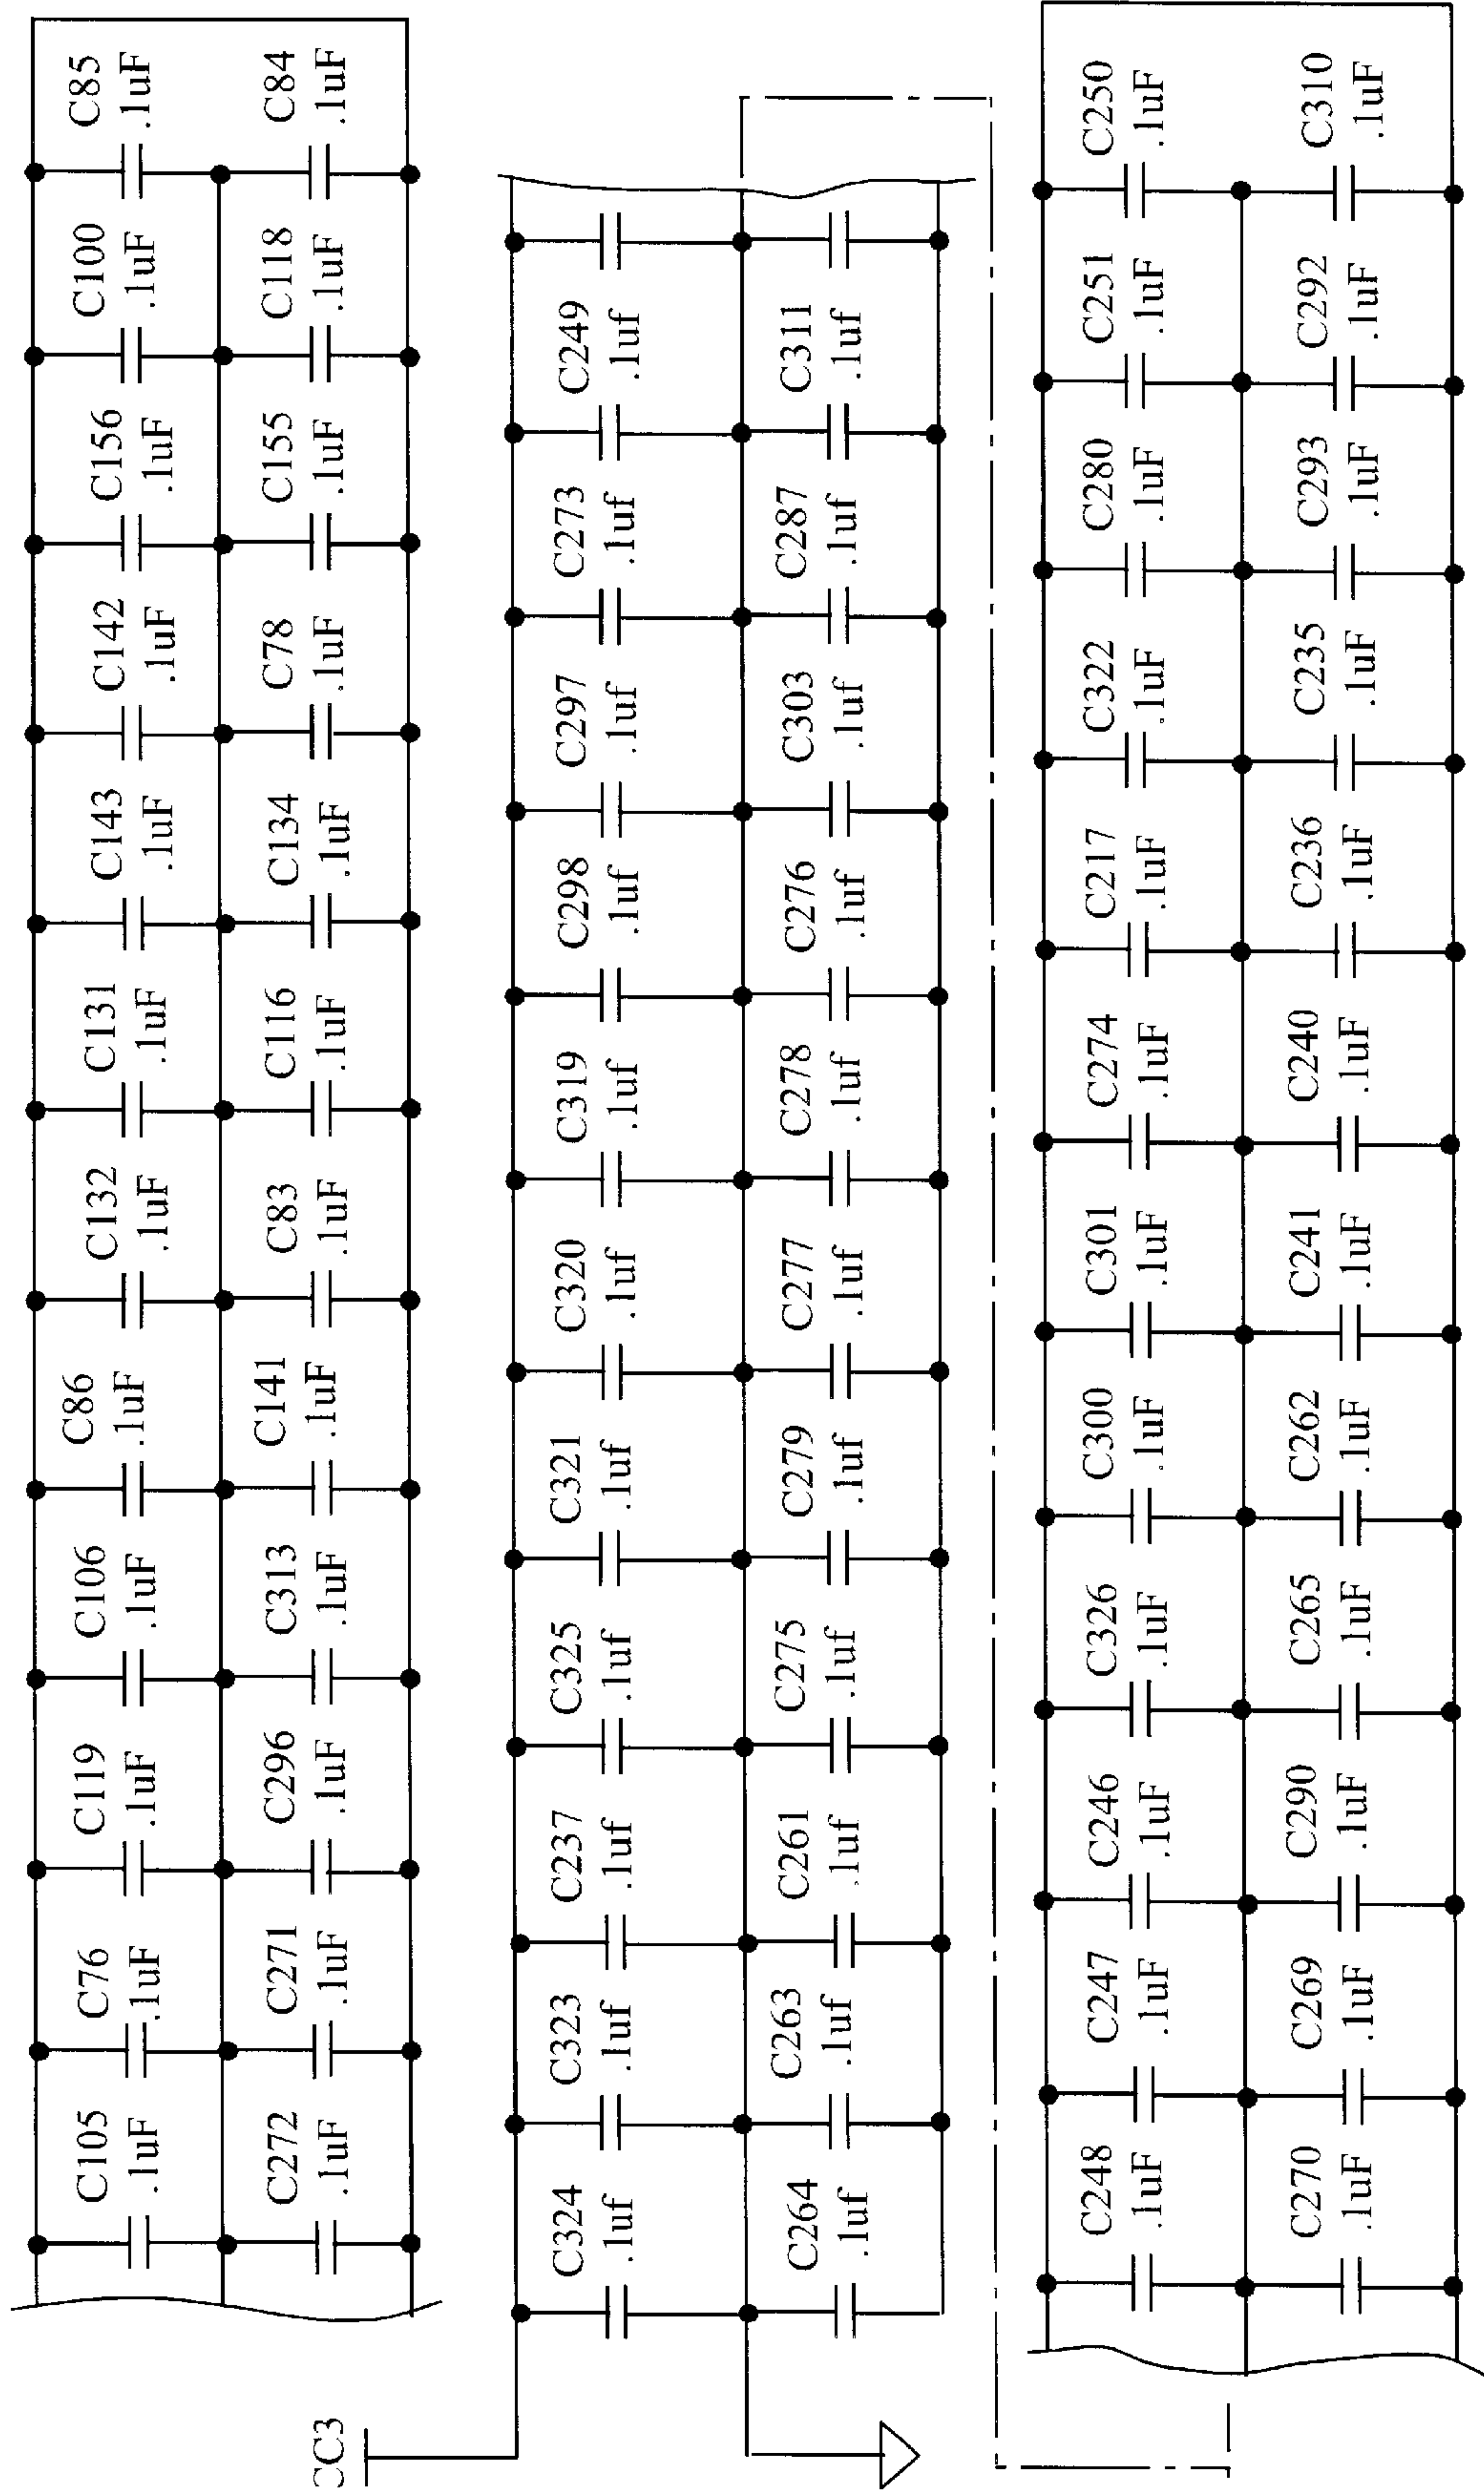 C105 C76 C119 C106 C86 C132 C131 C143 C142 C156 C100 C85
.1uF .1uF .1uF .1uF .1uF .1uF .1uF .1uF .1uF .1uF .1uF .1uF
C272 C271 C296 C313 C141 C83 C116 C134 C78 C155 C118 C84
.1uF .1uF .1uF .1uF .1uF .1uF .1uF .1uF .1uF .1uF .1uF .1uF
CC3
C324 C323 C237 C325 C321 C320 C319 C298 C297 C273 C249
.1uf .1uf .1uf .1uf .1uf .1uf .1uf .1uf .1uf .1uf .1uf
C264 C263 C261 C275 C279 C277 C278 C276 C303 C287 C311
.1uf .1uf .1uf .1uf .1uf .1uf .1uf .1uf .1uf .1uf .1uf
C248 C247 C246 C326 C300 C301 C274 C217 C322 C280 C251 C250
.1uF .1uF .1uF .1uF .1uF .1uF .1uF .1uF .1uF .1uF .1uF .1uF
C270 C269 C290 C265 C262 C241 C240 C236 C235 C293 C292 C310
.1uF .1uF .1uF .1uF .1uF .1uF .1uF .1uF .1uF .1uF .1uF .1uF